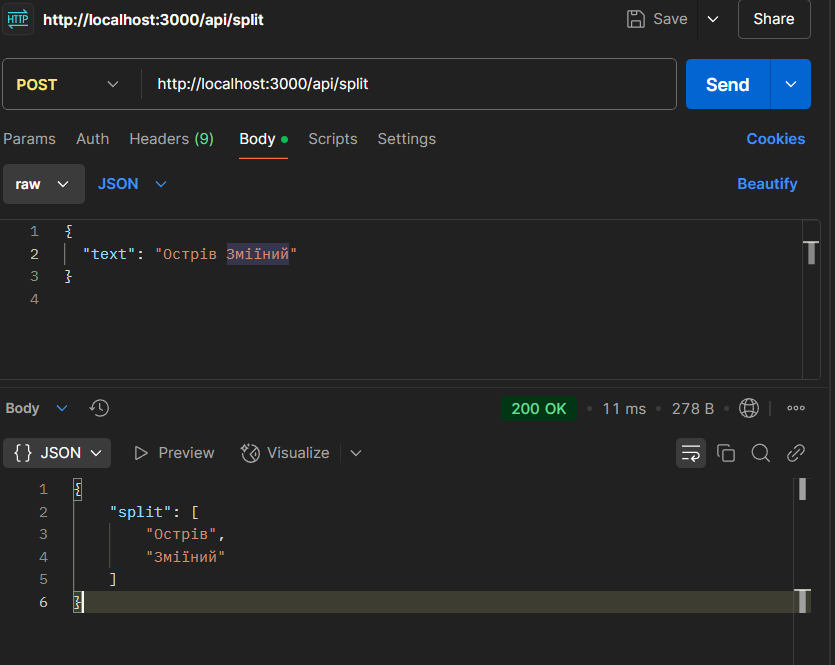 HTTP http://localhost:3000/api/split Save Share
POST http://localhost:3000/api/split Send
Params Auth Headers (9) Body Scripts Settings Cookies
raw JSON Beautify
1 {
2 "text": "Острів Зміїний"
3 }
4
Body 200 OK • 11 ms • 278 B •
{} JSON Preview Visualize
1 {
2 "split": [
3 "Острів",
4 "Зміїний"
5 ]
6 }